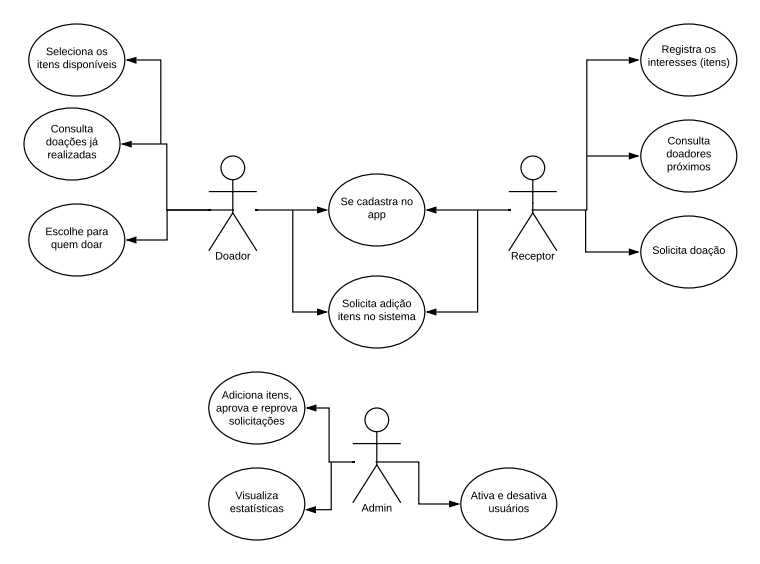 Seleciona os
itens disponíveis
Consulta
doações já
realizadas
Escolhe para
quem doar
Doador
Se cadastra no
app
Solicita adição
itens no sistema
Receptor
Registra os
interesses (itens)
Consulta
doadores
próximos
Solicita doação
Adiciona itens,
aprova e reprova
solicitações
Visualiza
estatísticas
Admin
Ativa e desativa
usuários